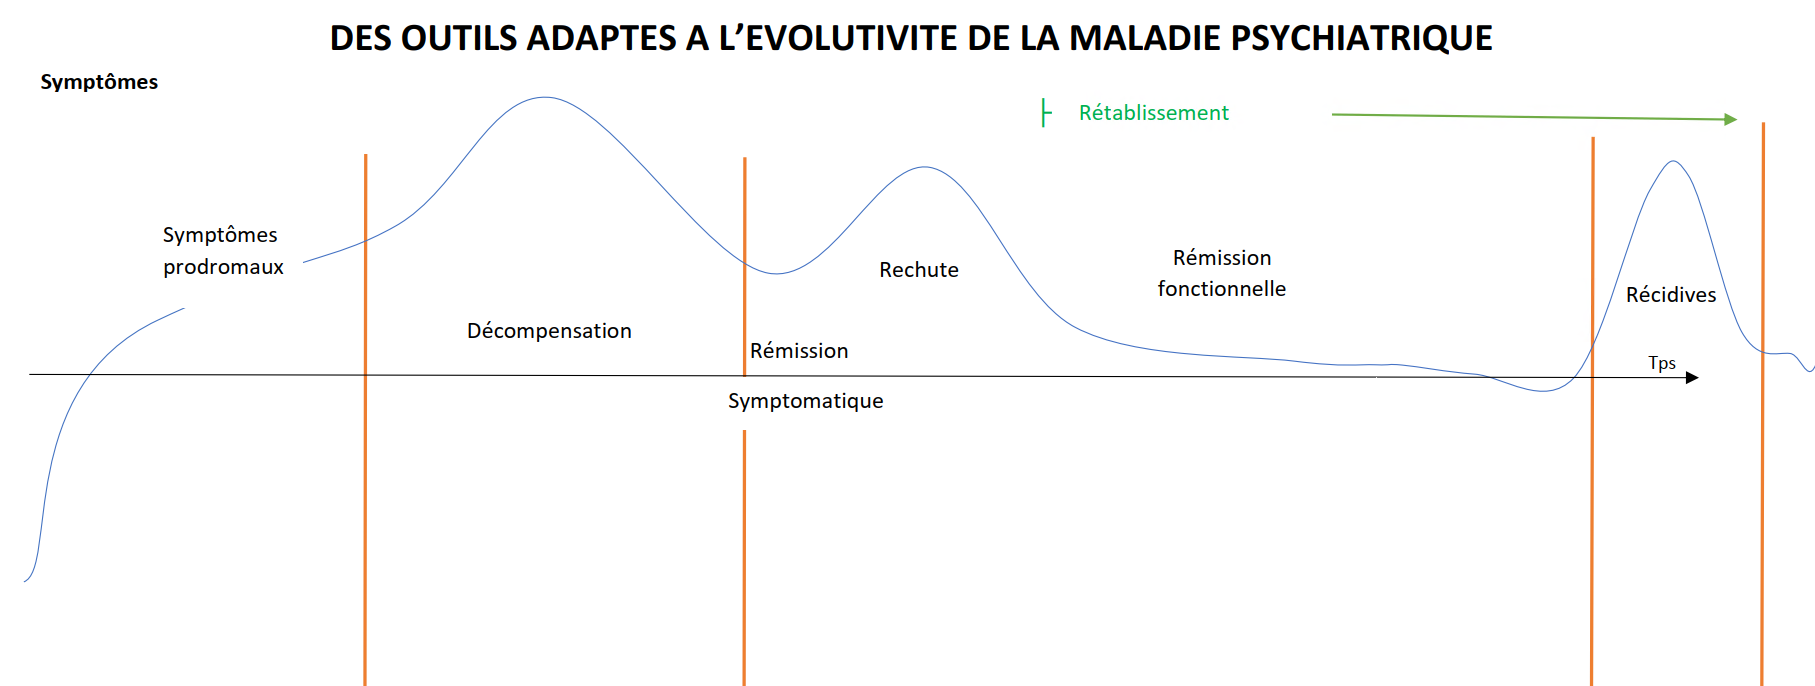 DES OUTILS ADAPTES A L’EVOLUTIVITE DE LA MALADIE PSYCHIATRIQUE
Symptômes
Rétablissement
Symptômes
prodromaux
Décompensation
Rémission
Symptomatique
Rechute
Rémission
fonctionnelle
Récidives
Tps